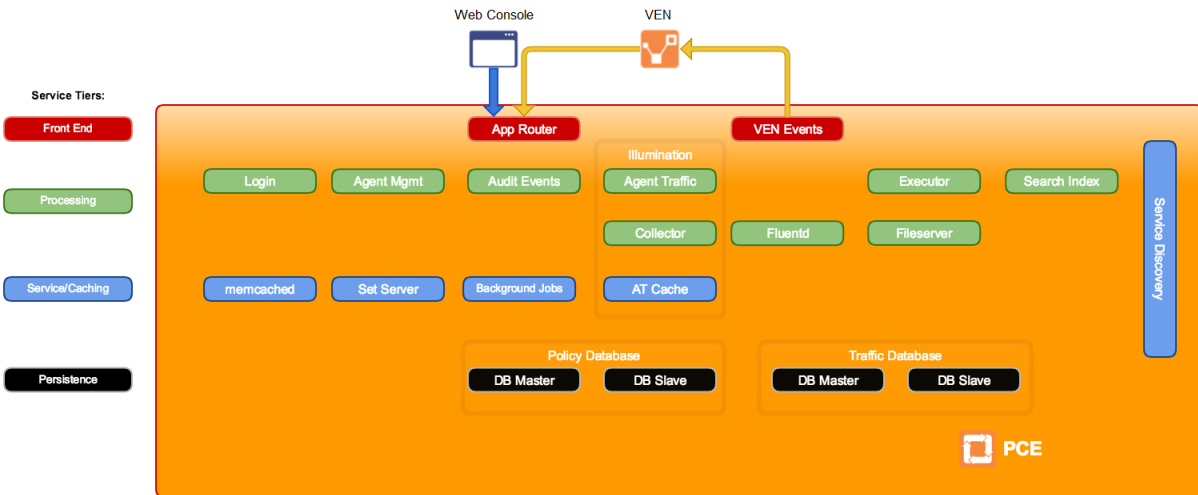 Web Console
VEN
Service Tiers:
Front End
App Router
VEN Events
Illumination
Login
Agent Mgmt
Audit Events
Agent Traffic
Executor
Search Index
Processing
Collector
Fluentd
Fileserver
Service Discovery
Service/Caching
memcached
Set Server
Background Jobs
AT Cache
Policy Database
Traffic Database
Persistence
DB Master
DB Slave
DB Master
DB Slave
PCE